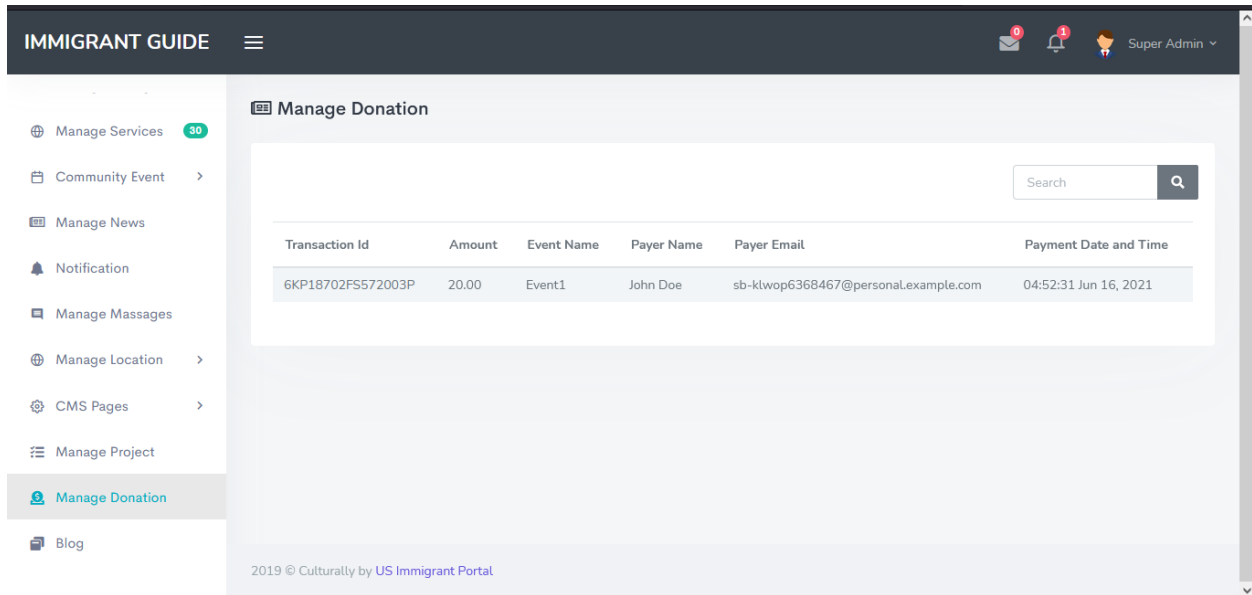 IMMIGRANT GUIDE
0
1
Super Admin
Manage Services 30
Community Event
Manage News
Notification
Manage Massages
Manage Location
CMS Pages
Manage Project
Manage Donation
Blog
Manage Donation
Search
Transaction Id Amount Event Name Payer Name Payer Email Payment Date and Time
6KP18702FS572003P 20.00 Event1 John Doe sb-klwop6368467@personal.example.com 04:52:31 Jun 16, 2021
2019 © Culturally by US Immigrant Portal